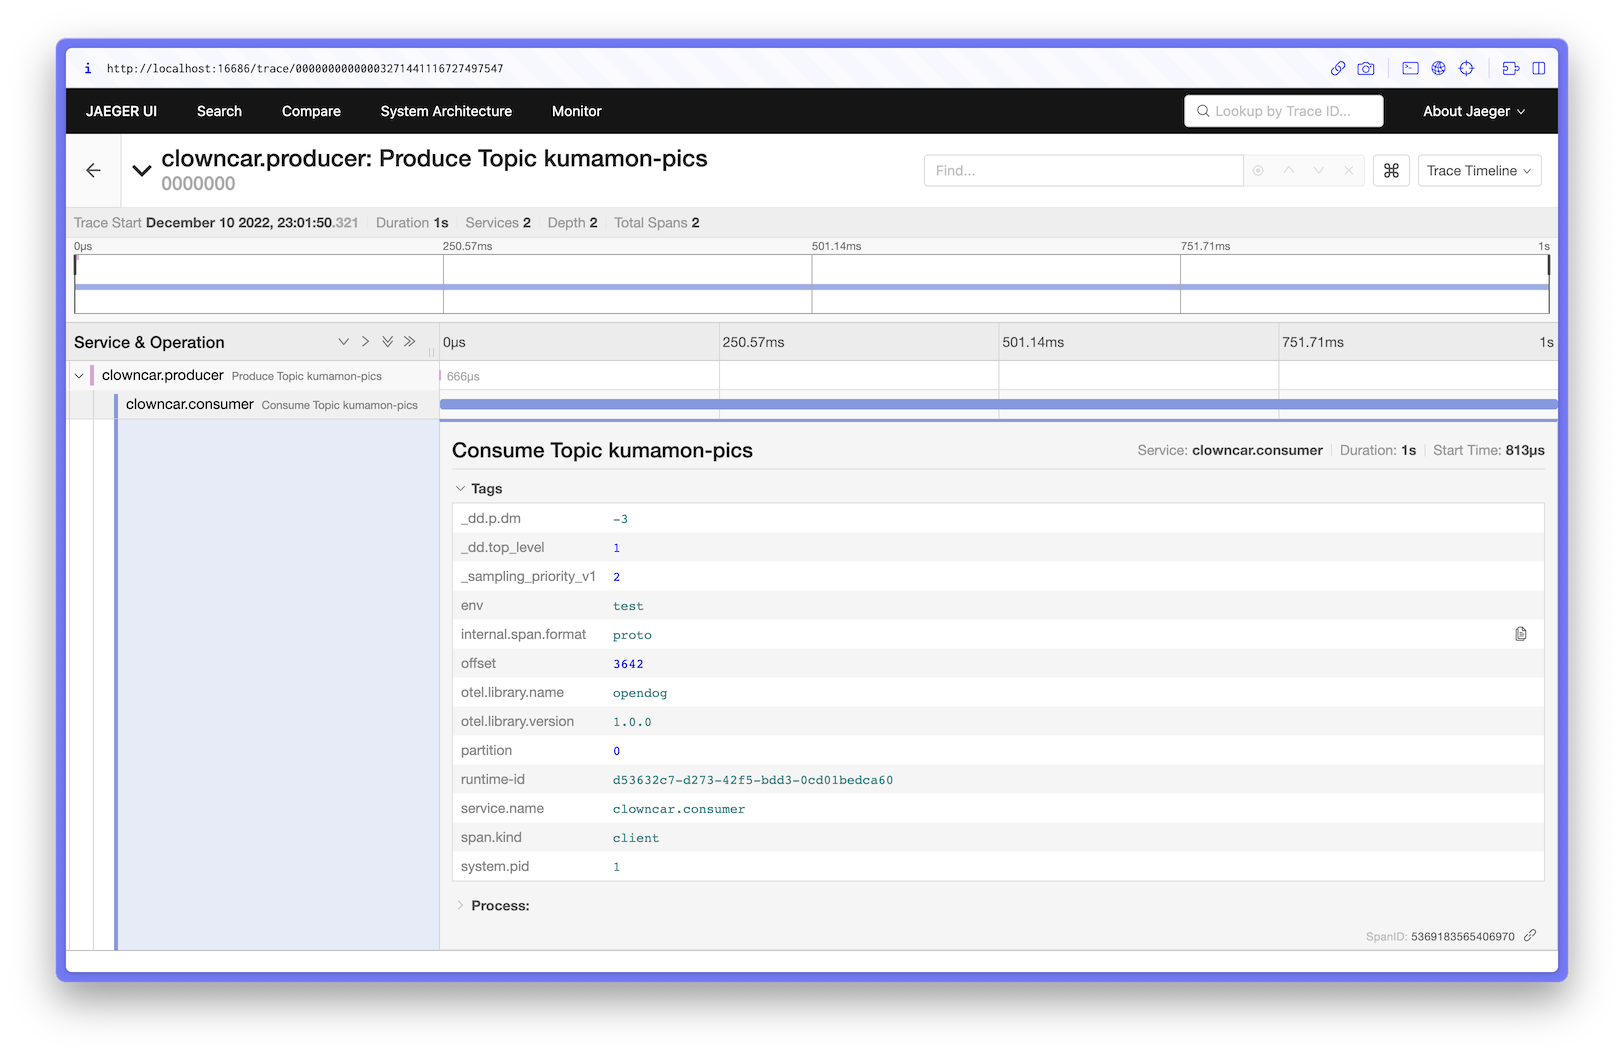 http://localhost:16686/trace/00000000000003271441116727497547
JAEGER UI Search Compare System Architecture Monitor Lookup by Trace ID... About Jaeger
clowncar.producer: Produce Topic kumamon-pics
0000000
Find... Trace Timeline
Trace Start December 10 2022, 23:01:50.321 Duration 1s Services 2 Depth 2 Total Spans 2
0μs 250.57ms 501.14ms 751.71ms 1s
Service & Operation 0μs 250.57ms 501.14ms 751.71ms 1s
clowncar.producer Produce Topic kumamon-pics 666μs
clowncar.consumer Consume Topic kumamon-pics
Consume Topic kumamon-pics Service: clowncar.consumer Duration: 1s Start Time: 813μs
Tags
_dd.p.dm -3
_dd.top_level 1
_sampling_priority_v1 2
env test
internal.span.format proto
offset 3642
otel.library.name opendog
otel.library.version 1.0.0
partition 0
runtime-id d53632c7-d273-42f5-bdd3-0cd01bedca60
service.name clowncar.consumer
span.kind client
system.pid 1
Process:
SpanID: 5369183565406970